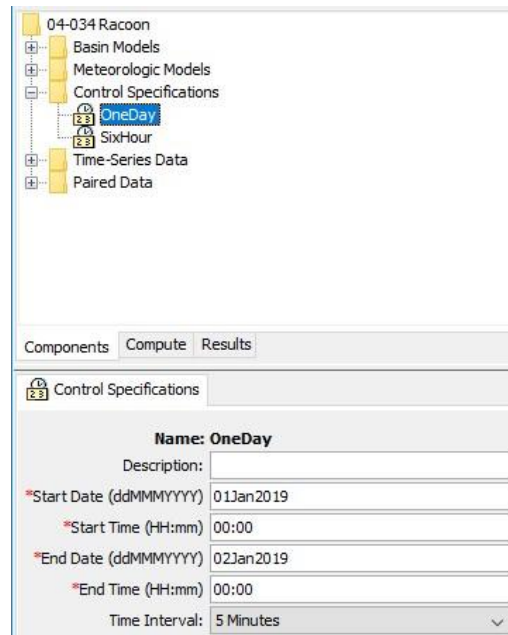 04-034 Racoon
Basin Models
Meteorologic Models
Control Specifications
OneDay
SixHour
Time-Series Data
Paired Data
Components Compute Results
Control Specifications
Name: OneDay
Description:
*Start Date (ddMMMYYYY) 01Jan2019
*Start Time (HH:mm) 00:00
*End Date (ddMMMYYYY) 02Jan2019
*End Time (HH:mm) 00:00
Time Interval: 5 Minutes